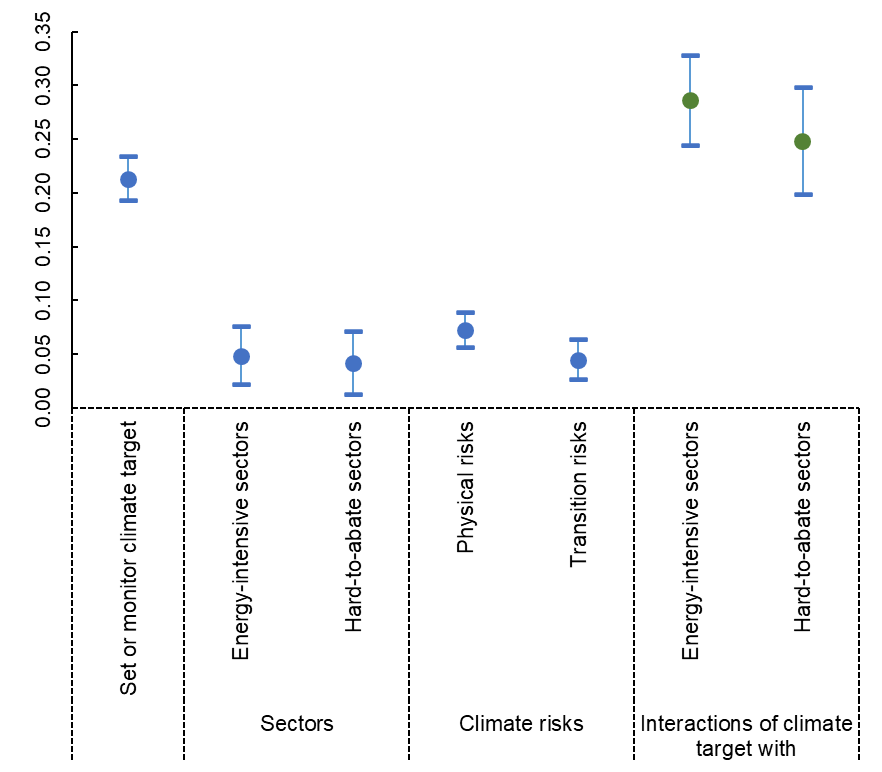 0.35
0.30
0.25
0.20
0.15
0.10
0.05
0.00
Set or monitor climate target
Energy-intensive sectors
Hard-to-abate sectors
Physical risks
Transition risks
Energy-intensive sectors
Hard-to-abate sectors
Sectors
Climate risks
Interactions of climate
target with